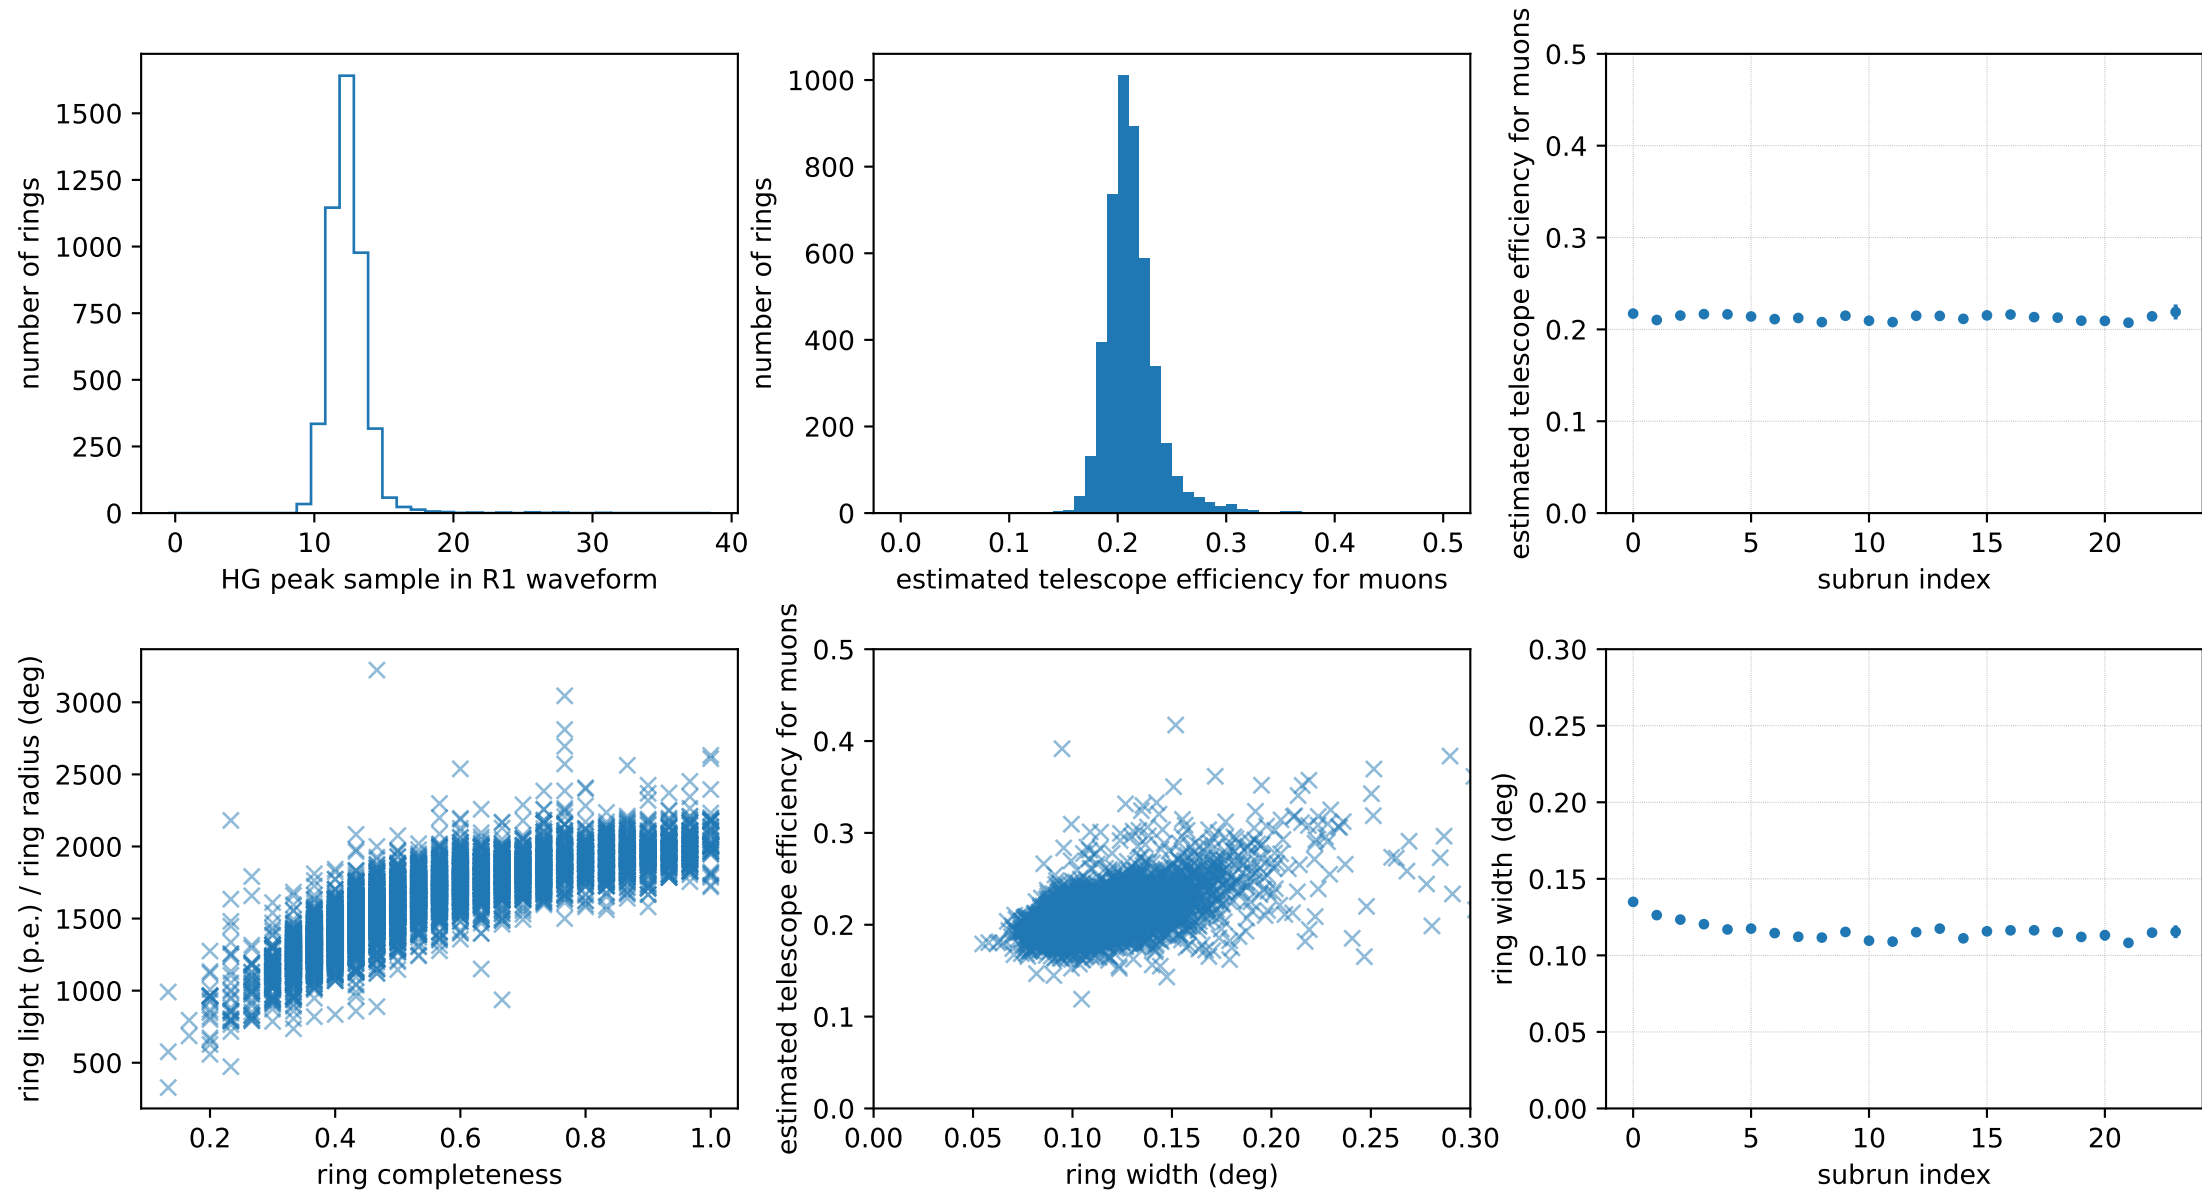 number of rings
1500
1250
1000
750
500
250
0
0 10 20 30 40
HG peak sample in R1 waveform
number of rings
1000
800
600
400
200
0
0.0 0.1 0.2 0.3 0.4 0.5
estimated telescope efficiency for muons
estimated telescope efficiency for muons
0.5
0.4
0.3
0.2
0.1
0.0
0 5 10 15 20
subrun index
ring light (p.e.) / ring radius (deg)
3000
2500
2000
1500
1000
500
0.2 0.4 0.6 0.8 1.0
ring completeness
estimated telescope efficiency for muons
0.5
0.4
0.3
0.2
0.1
0.0
0.00 0.05 0.10 0.15 0.20 0.25 0.30
ring width (deg)
ring width (deg)
0.30
0.25
0.20
0.15
0.10
0.05
0.00
0 5 10 15 20
subrun index